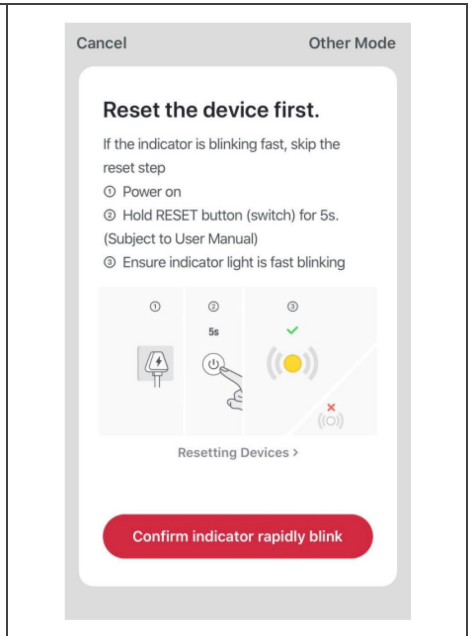 Cancel
Other Mode
Reset the device first.
If the indicator is blinking fast, skip the
reset step
① Power on
② Hold RESET button (switch) for 5s.
(Subject to User Manual)
③ Ensure indicator light is fast blinking
① ② ③
5s
Resetting Devices >
Confirm indicator rapidly blink